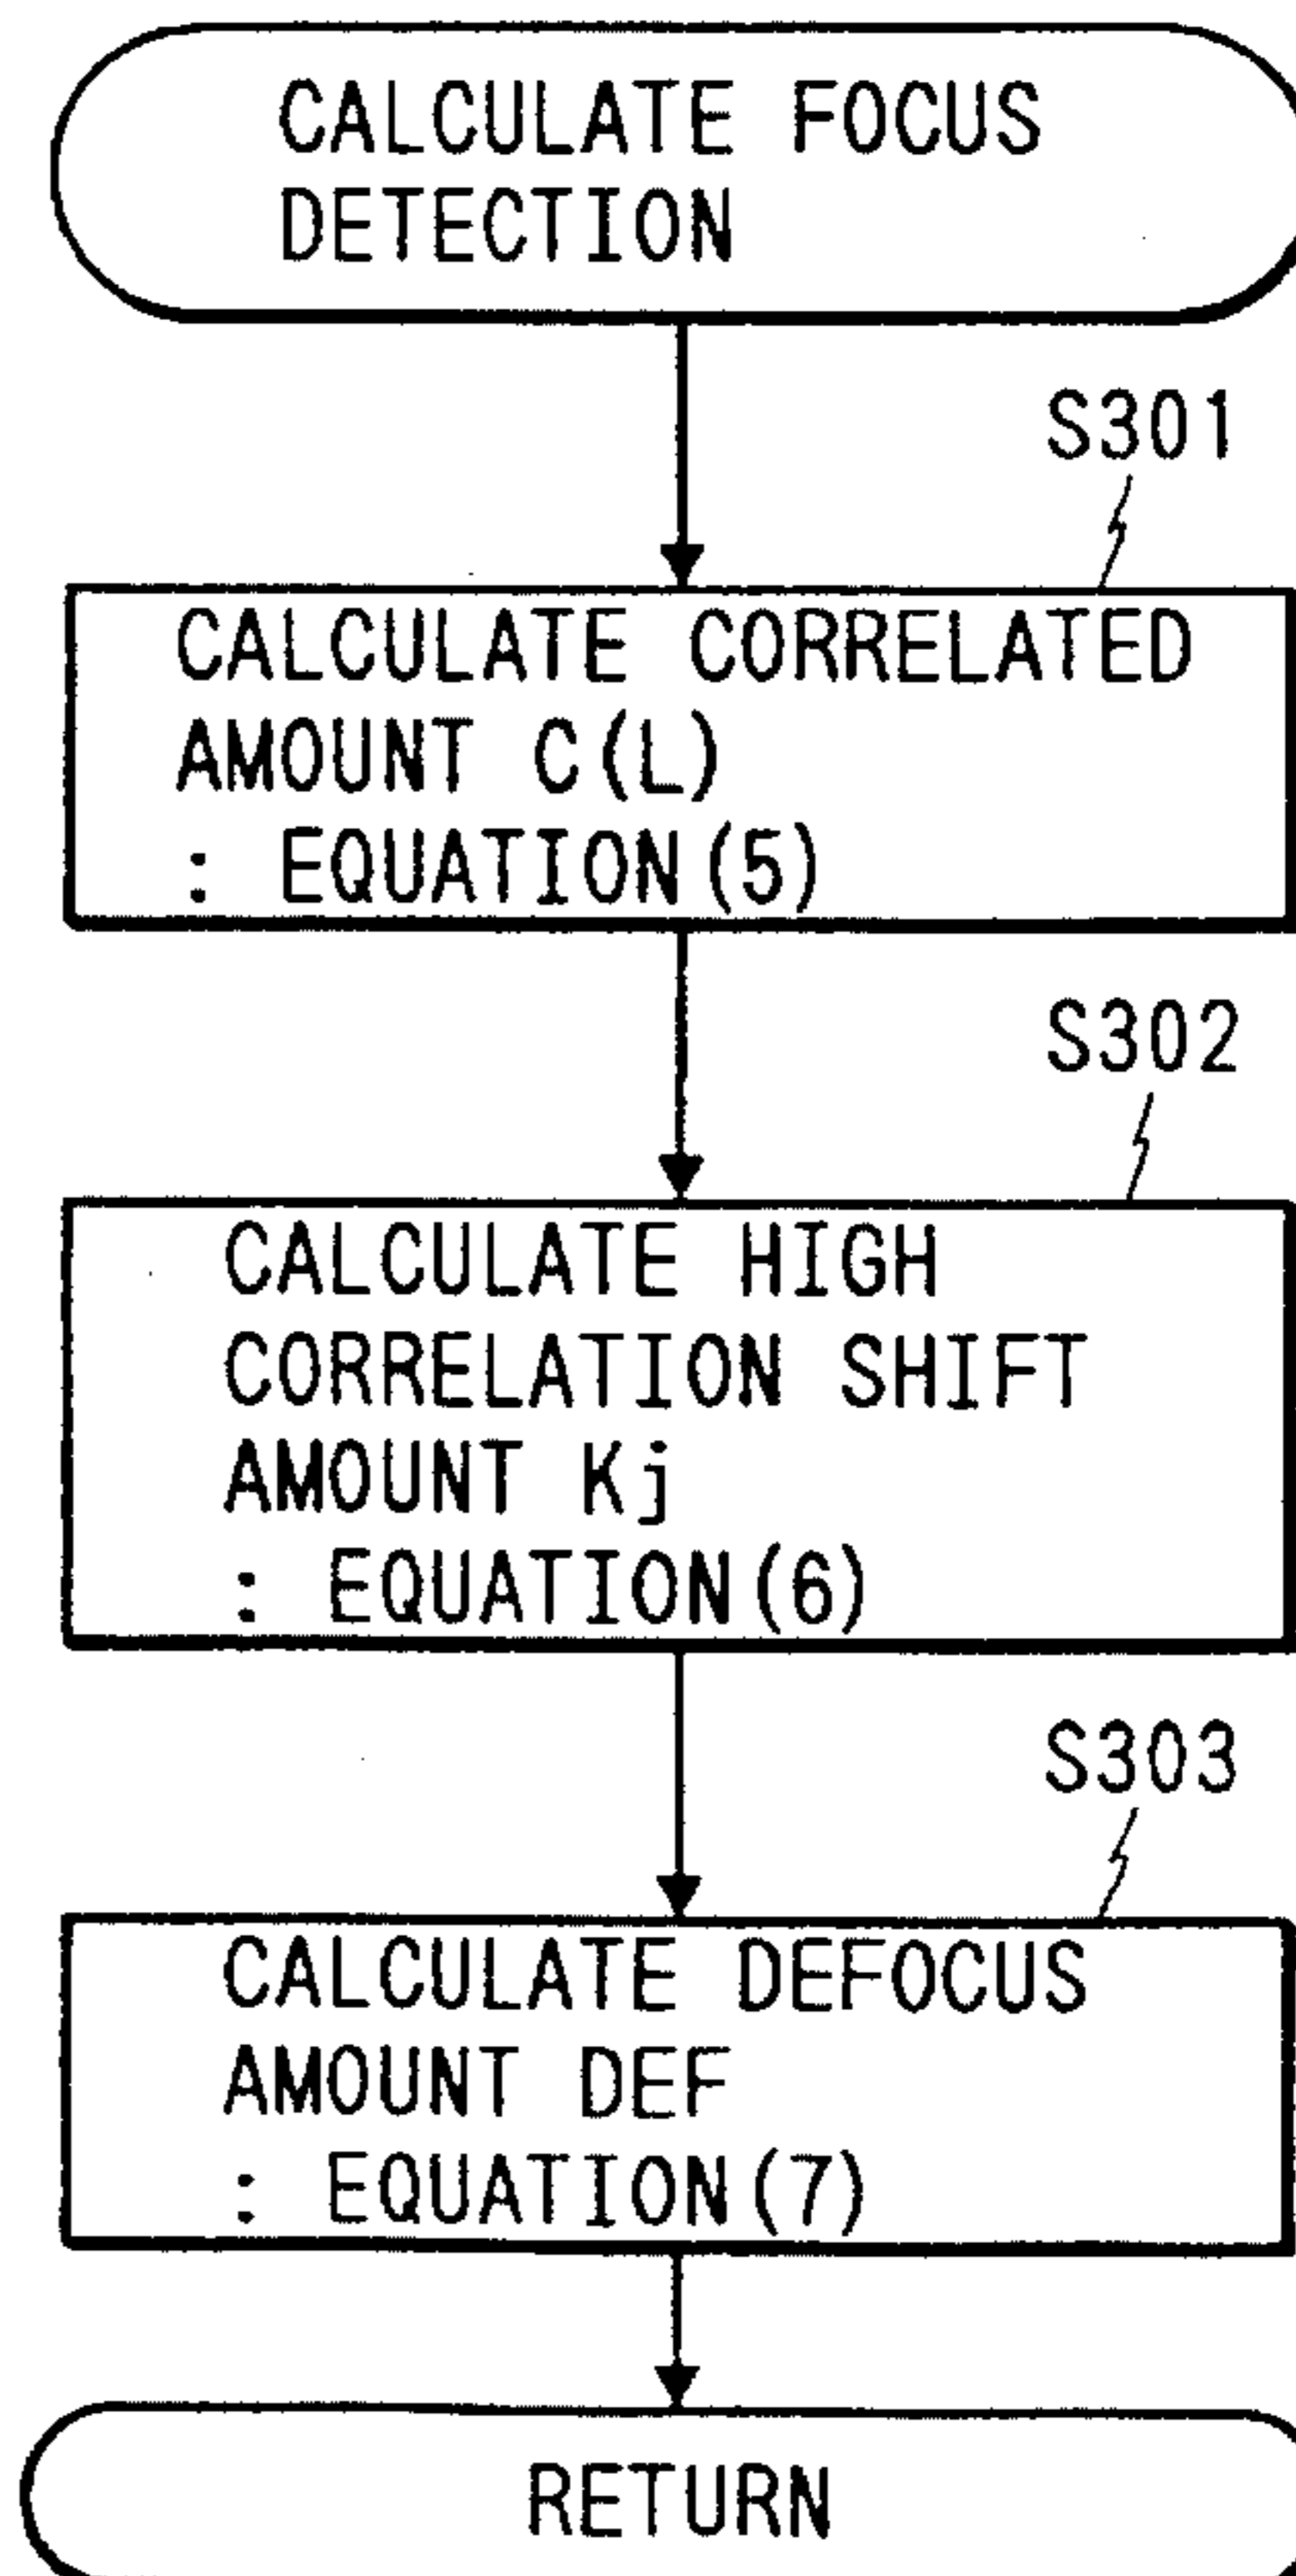 CALCULATE FOCUS
DETECTION
S301
CALCULATE CORRELATED
AMOUNT C(L)
: EQUATION(5)
S302
CALCULATE HIGH
CORRELATION SHIFT
AMOUNT Kj
: EQUATION(6)
S303
CALCULATE DEFOCUS
AMOUNT DEF
: EQUATION(7)
RETURN